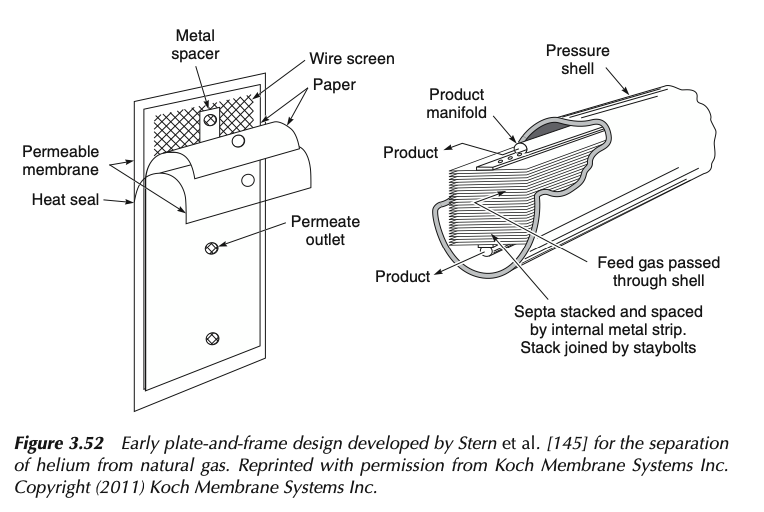 Metal
spacer
Wire screen
Paper
Permeable
membrane
Heat seal
Permeate
outlet
Pressure
shell
Product
manifold
Product
Product
Feed gas passed
through shell
Septa stacked and spaced
by internal metal strip.
Stack joined by staybolts
Figure 3.52 Early plate-and-frame design developed by Stern et al. [145] for the separation
of helium from natural gas. Reprinted with permission from Koch Membrane Systems Inc.
Copyright (2011) Koch Membrane Systems Inc.